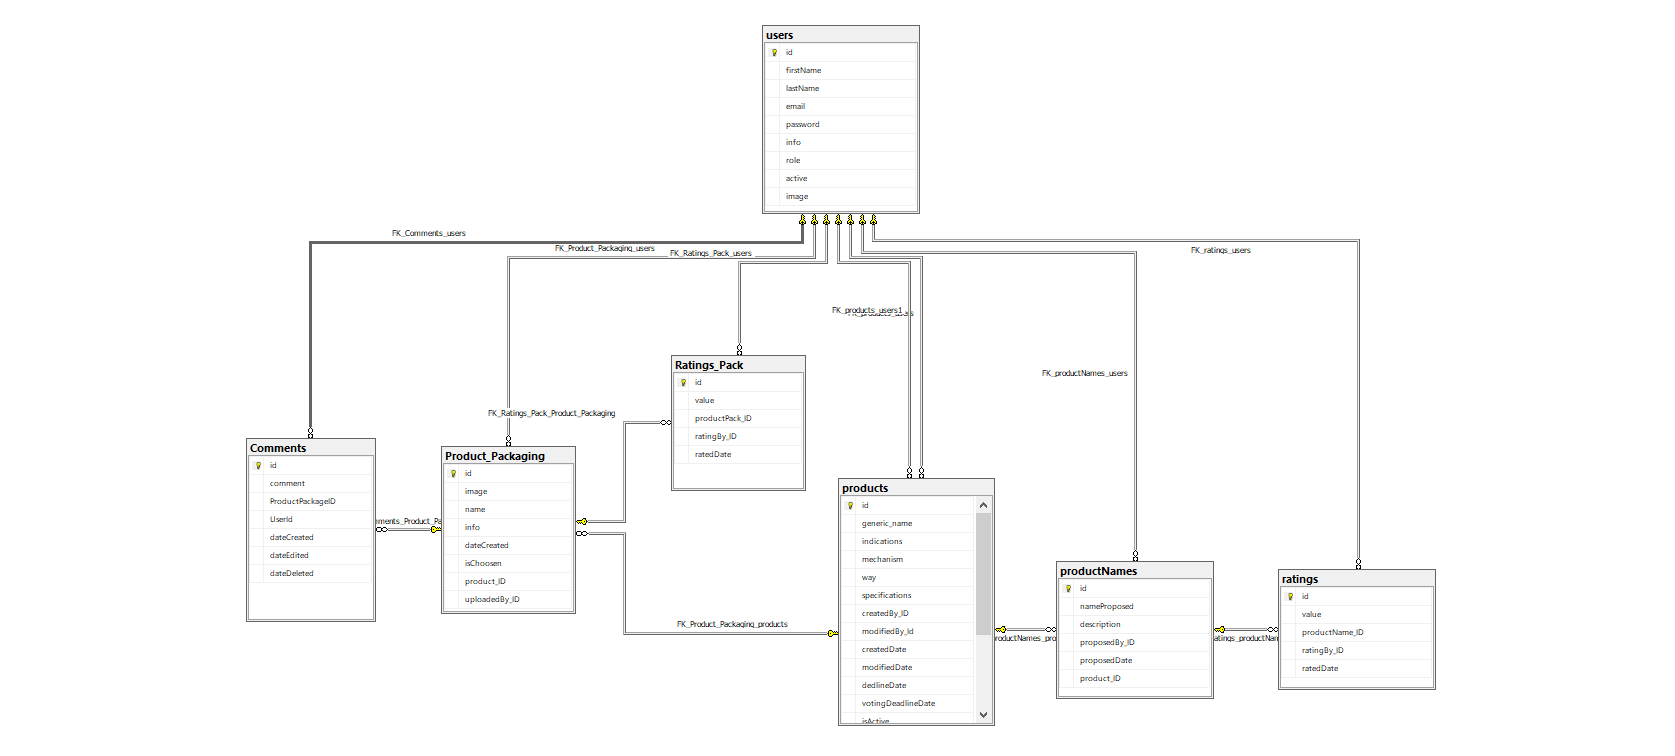 users
id
firstName
lastName
email
password
info
role
active
image
FK_Comments_users
FK_Product_Packaging_users
FK_Ratings_Pack_users
FK_ratings_users
FK_products_users1
FK_productNames_users
Ratings_Pack
id
value
productPack_ID
ratingBy_ID
ratedDate
FK_Ratings_Pack_Product_Packaging
Comments
id
comment
ProductPackageID
UserId
dateCreated
dateEdited
dateDeleted
ments_Product_Pa
Product_Packaging
id
image
name
info
dateCreated
isChoosen
product_ID
uploadedBy_ID
FK_Product_Packaging_products
products
id
generic_name
indications
mechanism
way
specifications
createdBy_ID
modifiedBy_Id
createdDate
modifiedDate
dedlineDate
votingDeadlineDate
isActive
roductNames_pro
productNames
id
nameProposed
description
proposedBy_ID
proposedDate
product_ID
atings_productNam
ratings
id
value
productName_ID
ratingBy_ID
ratedDate